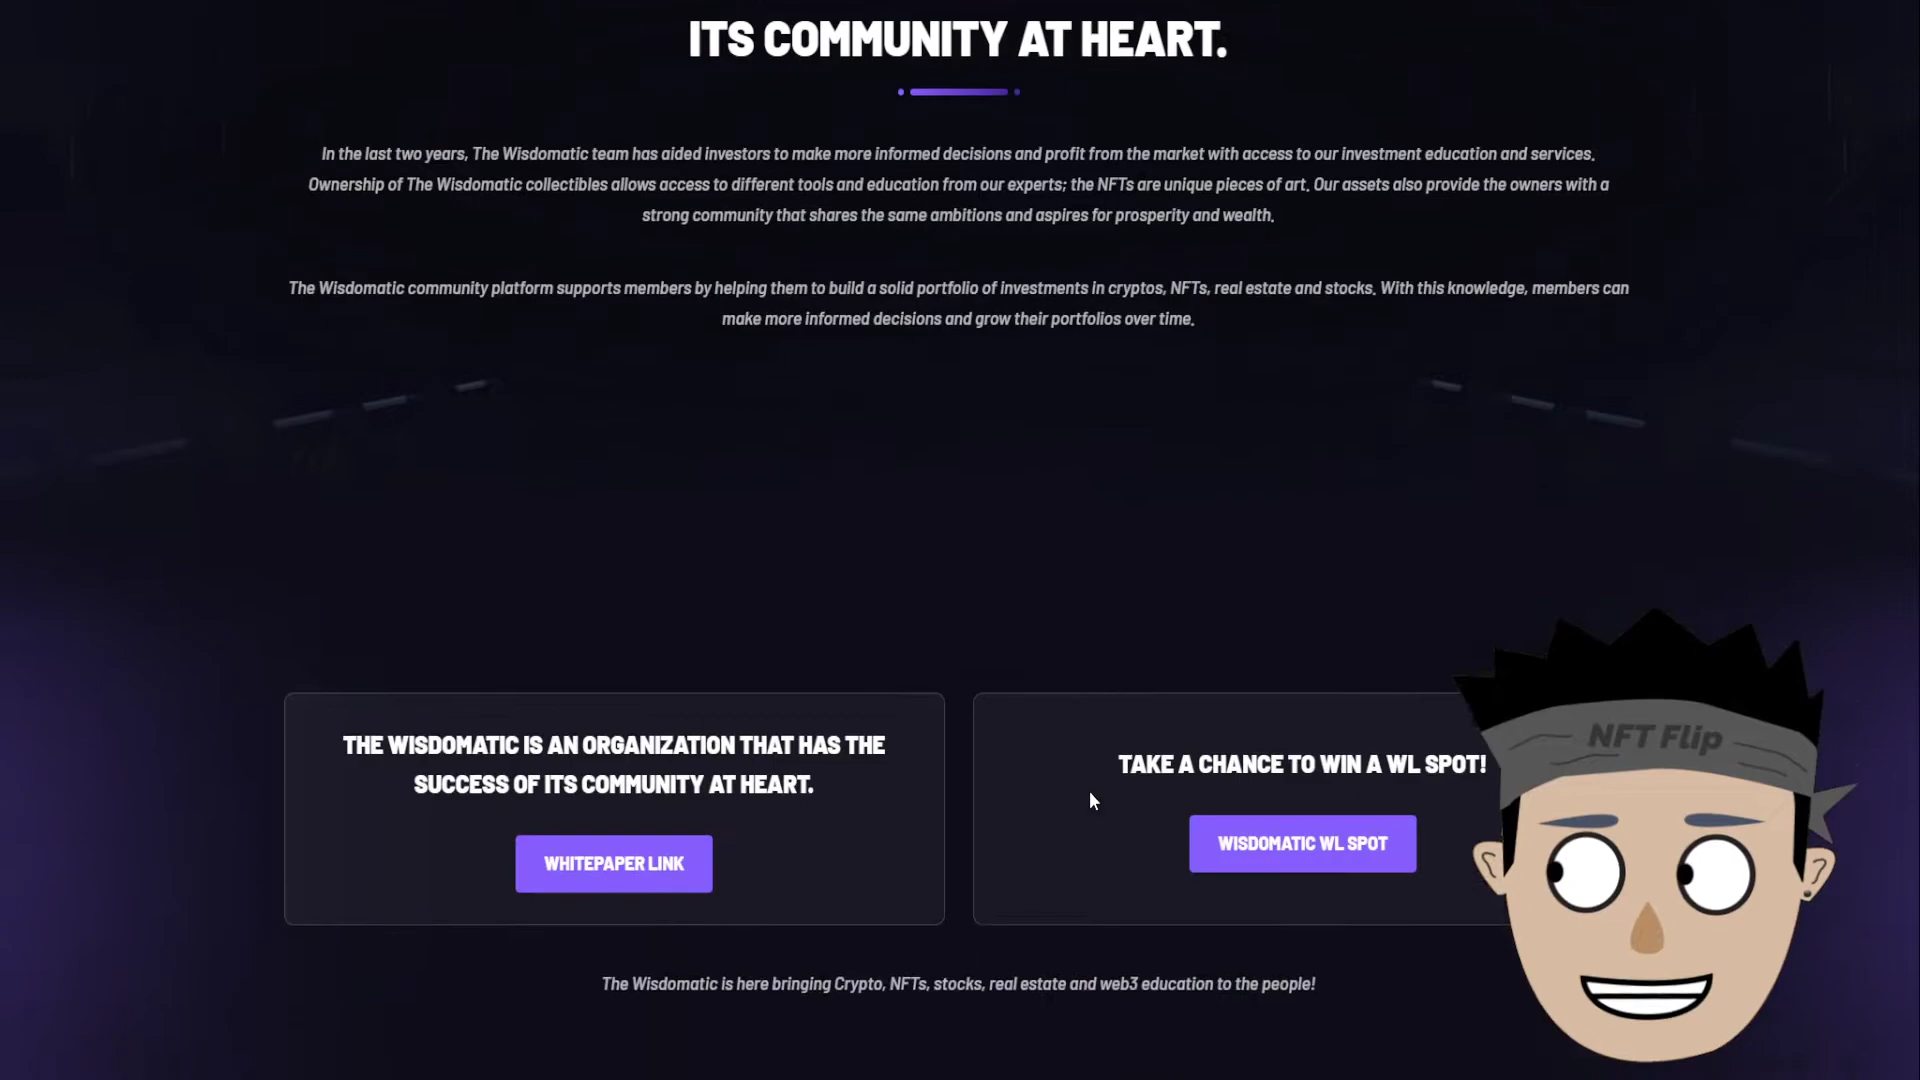 ITS COMMUNITY AT HEART.
In the last two years, The Wisdomatic team has aided investors to make more informed decisions and profit from the market with access to our investment education and services.
Ownership of The Wisdomatic collectibles allows access to different tools and education from our experts; the NFTs are unique pieces of art. Our assets also provide the owners with a
strong community that shares the same ambitions and aspires for prosperity and wealth.
The Wisdomatic community platform supports members by helping them to build a solid portfolio of investments in cryptos, NFTs, real estate and stocks. With this knowledge, members can
make more informed decisions and grow their portfolios over time.
THE WISDOMATIC IS AN ORGANIZATION THAT HAS THE
SUCCESS OF ITS COMMUNITY AT HEART.
WHITEPAPER LINK
TAKE A CHANCE TO WIN A WL SPOT!
WISDOMATIC WL SPOT
NFT Flip
The Wisdomatic is here bringing Crypto, NFTs, stocks, real estate and web3 education to the people!